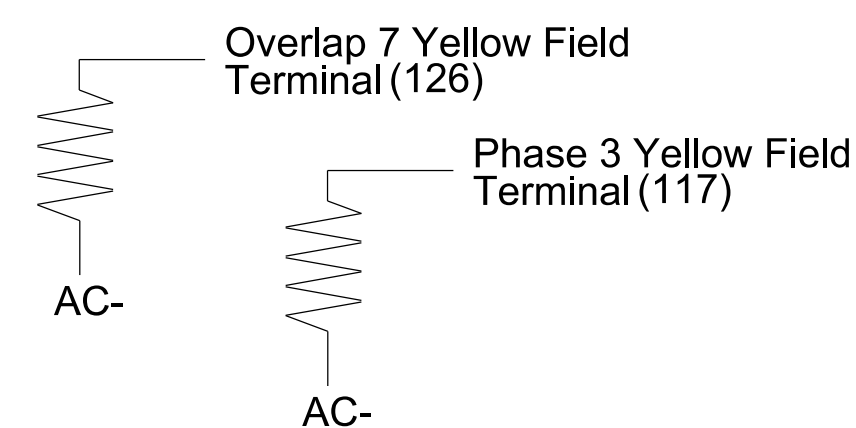 Overlap 7 Yellow Field
Terminal (126)
Phase 3 Yellow Field
Terminal (117)
AC-
AC-